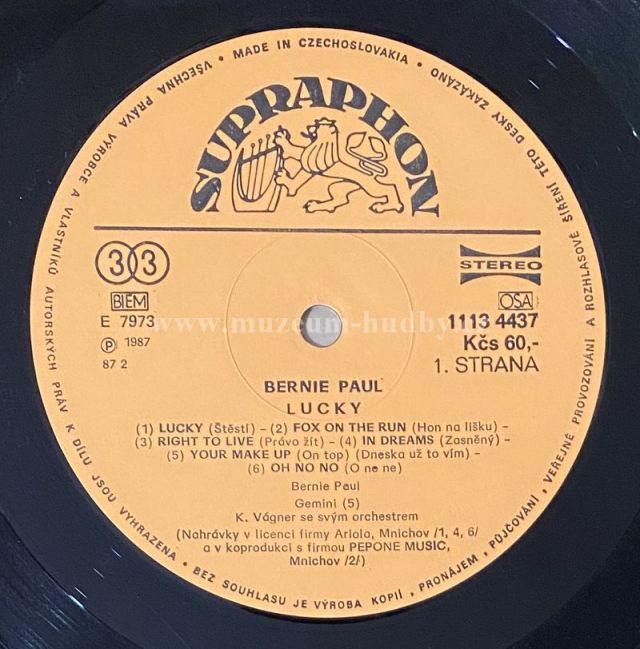 VŠECHNA PRÁVA VÝROBCE A VLASTNÍKŮ AUTORSKÝCH PRÁV K DÍLU JSOU VYHRAZENA • BEZ SOUHLASU JE VÝROBA KOPIÍ, PRONÁJEM, PŮJČOVÁNÍ, VEŘEJNÉ PROVOZOVÁNÍ A ROZHLASOVÉ ŠÍŘENÍ TÉTO DESKY ZAKÁZÁNO • MADE IN CZECHOSLOVAKIA •
SUPRAPHON
33
STEREO
BIEM
OSA
E 7973
1113 4437
www.muzeum-hudby
Ⓟ 1987
Kčs 60,-
87 2
1. STRANA
BERNIE PAUL
LUCKY
(1) LUCKY (Štěstí) – (2) FOX ON THE RUN (Hon na lišku) –
(3) RIGHT TO LIVE (Právo žít) – (4) IN DREAMS (Zasněný) –
(5) YOUR MAKE UP (On top) (Dneska už to vím) –
(6) OH NO NO (O ne ne)
Bernie Paul
Gemini (5)
K. Vágner se svým orchestrem
(Nahrávky v licenci firmy Ariola, Mnichov /1, 4, 6/
a v koprodukci s firmou PEPONE MUSIC,
Mnichov /2/)